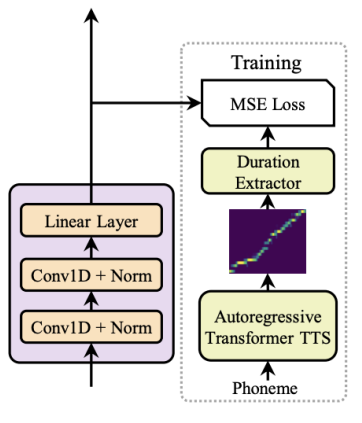 Training
MSE Loss
Duration
Extractor
Linear Layer
Conv1D + Norm
Conv1D + Norm
Autoregressive
Transformer TTS
Phoneme